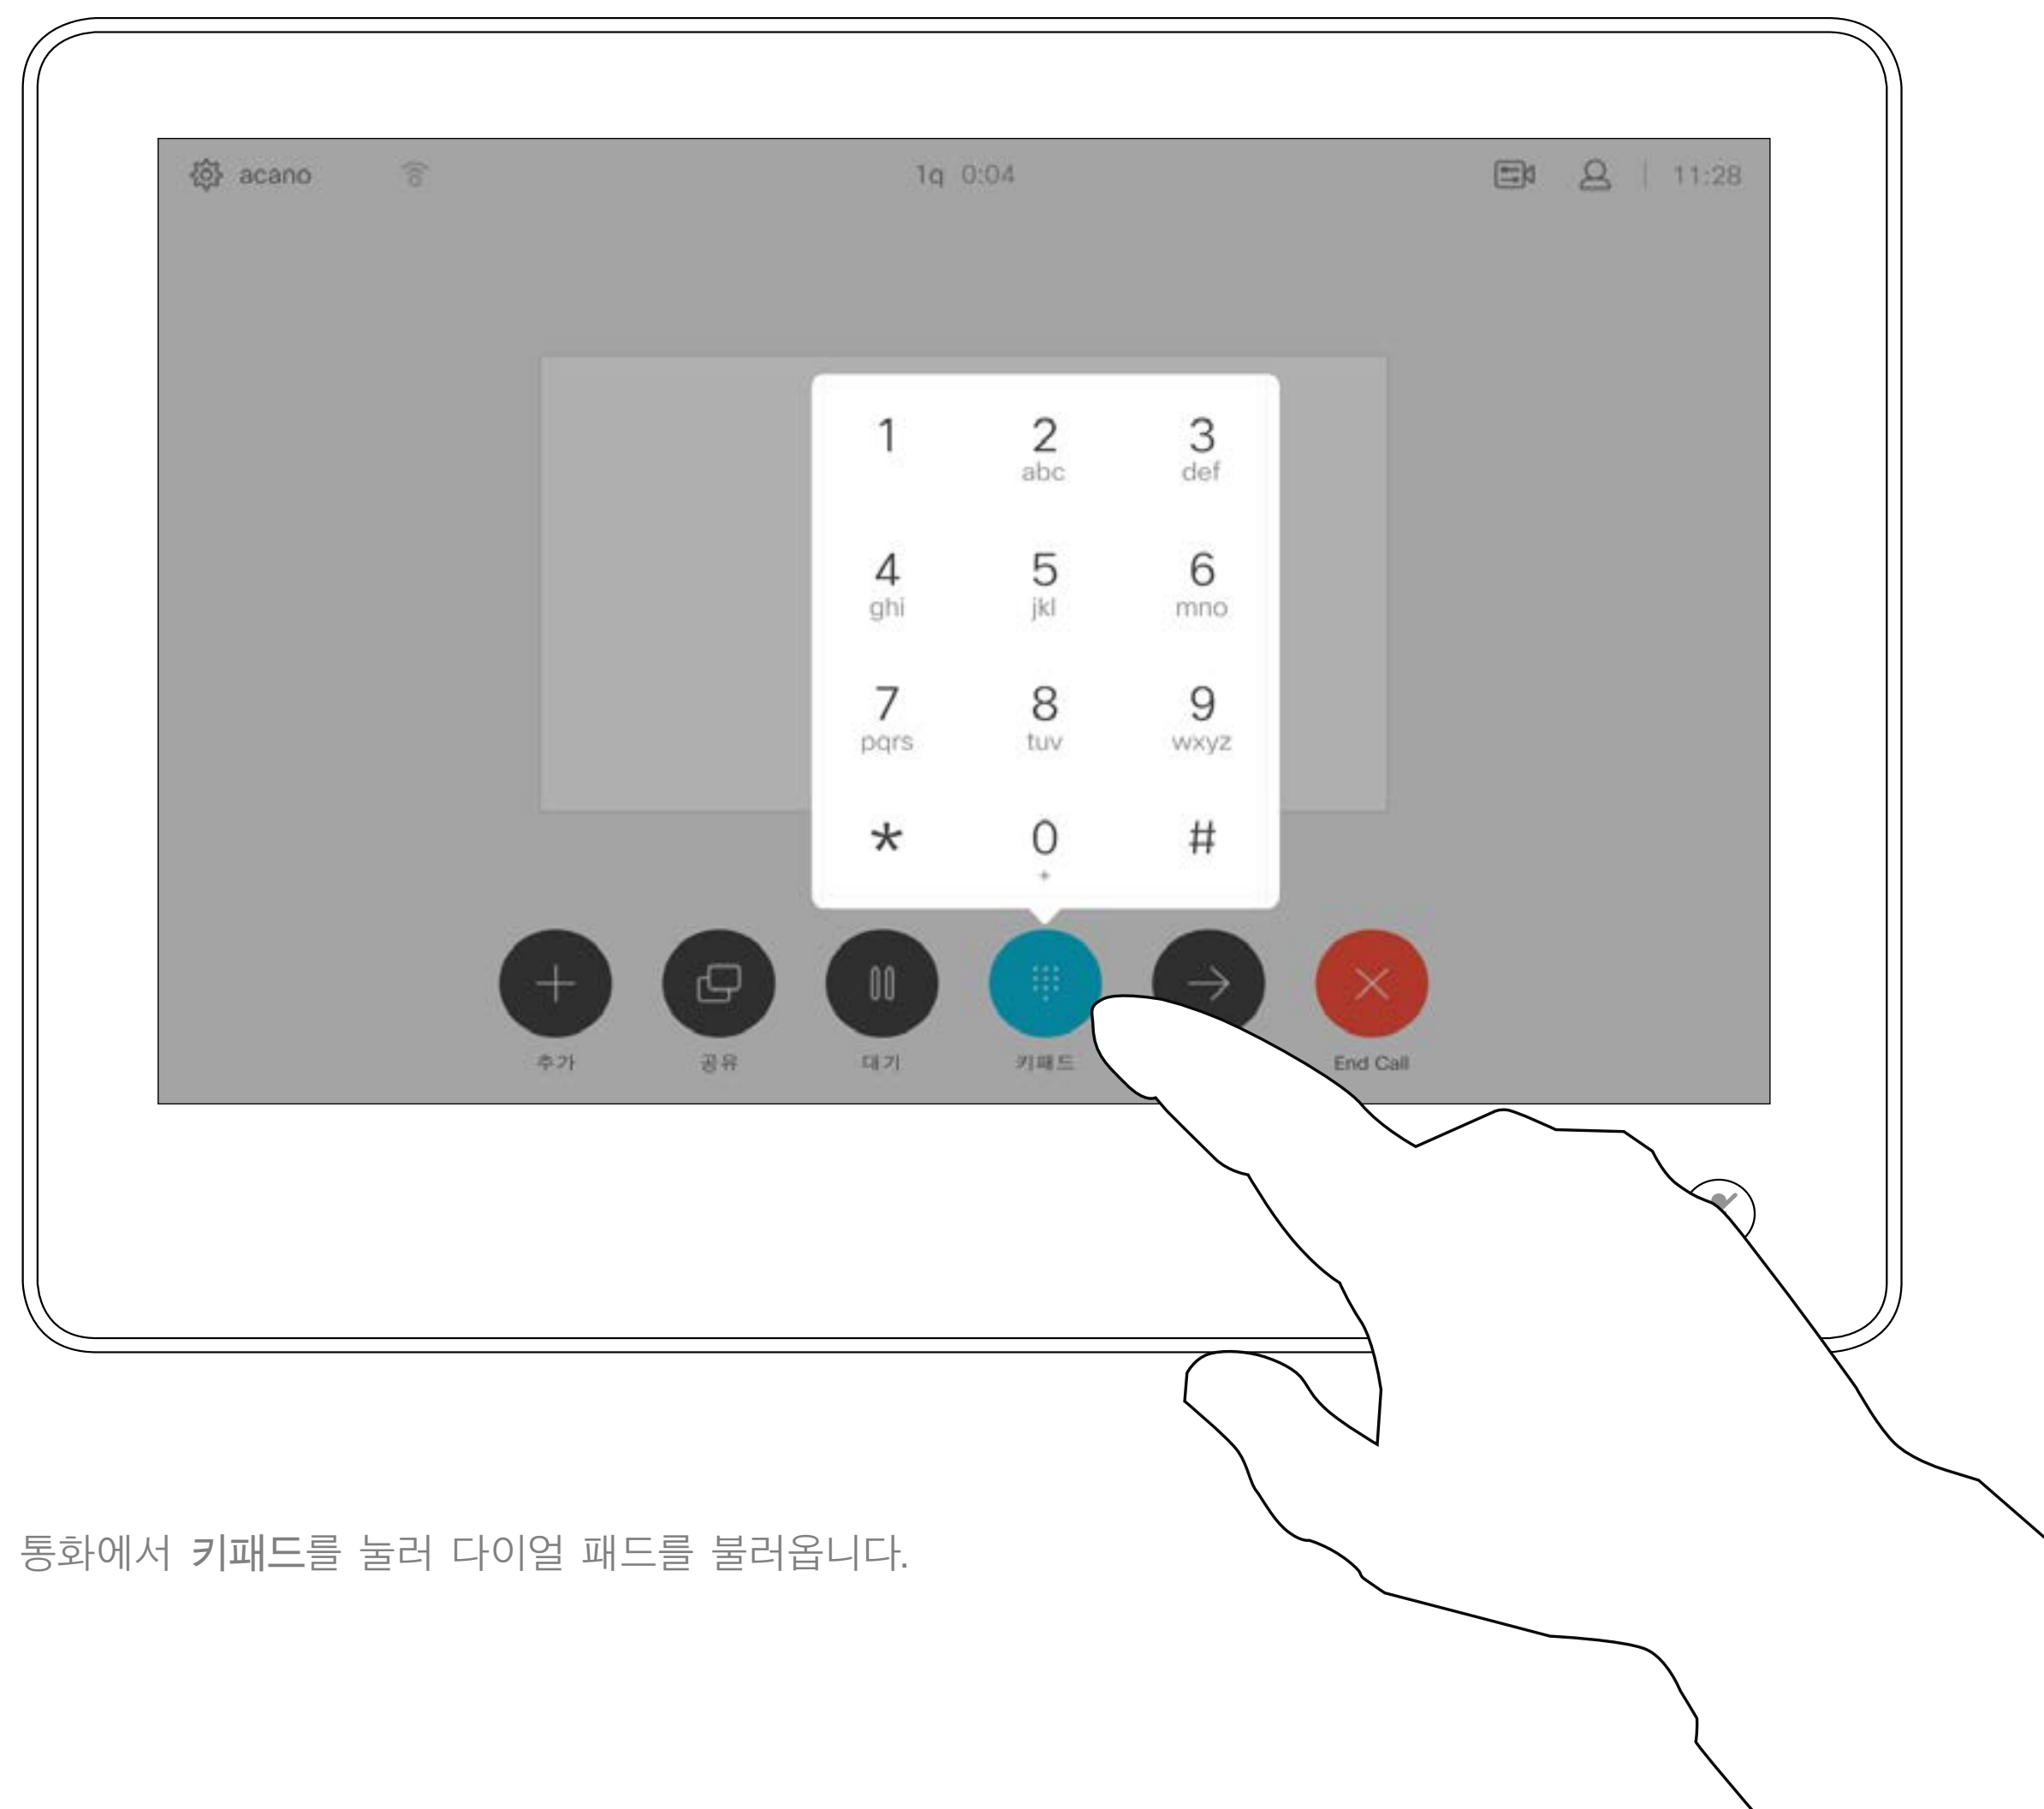 acano 1q 0:04 11:28
1 2 3
abc def
4 5 6
ghi jkl mno
7 8 9
pqrs tuv wxyz
* 0 #
+
추가 공유 대기 키패드 End Call
통화에서 키패드를 눌러 다이얼 패드를 불러옵니다.